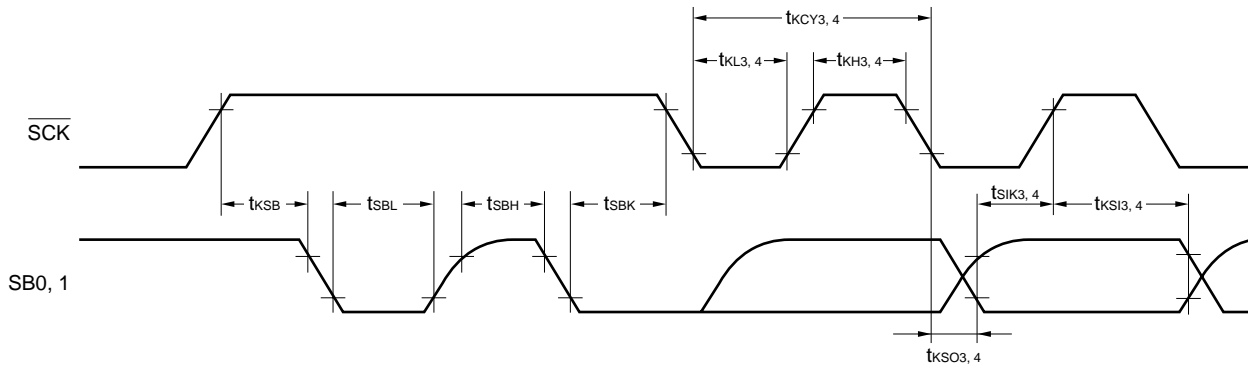 tKCY3, 4
tKL3, 4
tKH3, 4
SCK
tKSB
tSBL
tSBH
tSBK
tSIK3, 4
tKSI3, 4
SB0, 1
tKSO3, 4